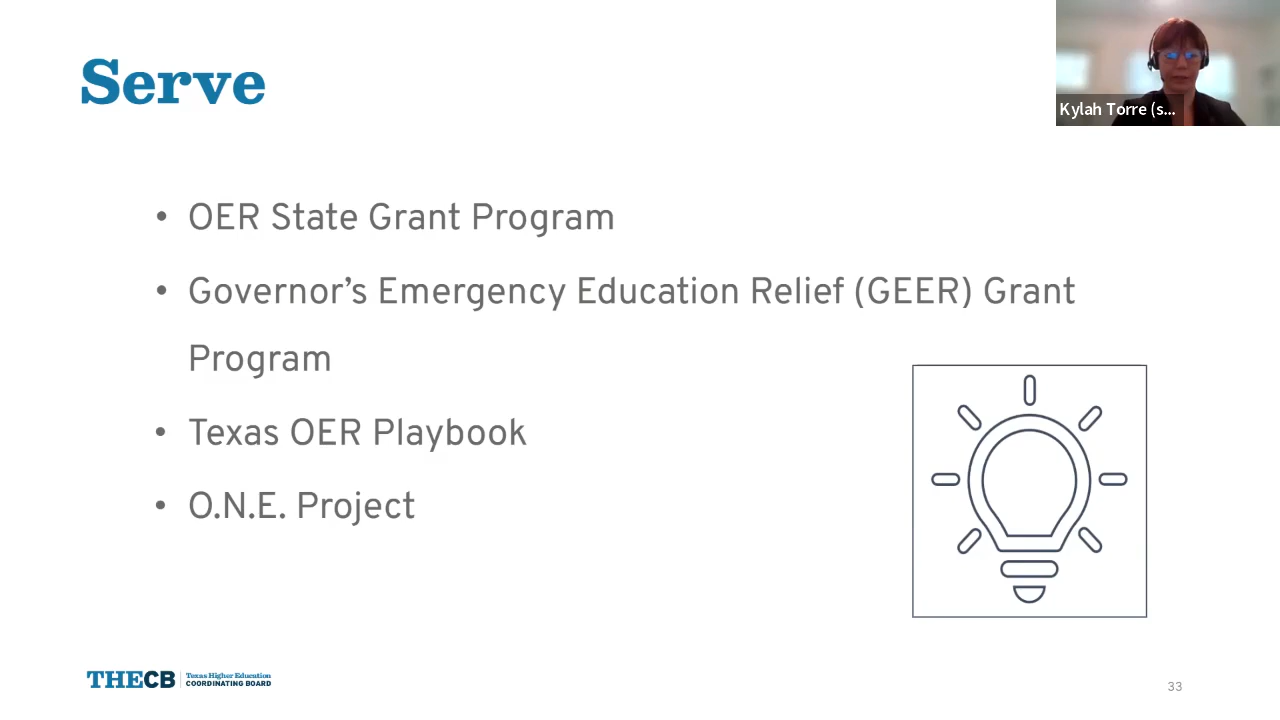 Serve
Kylah Torre (s...
• OER State Grant Program
• Governor’s Emergency Education Relief (GEER) Grant
Program
• Texas OER Playbook
• O.N.E. Project
THECB
Texas Higher Education
COORDINATING BOARD
33